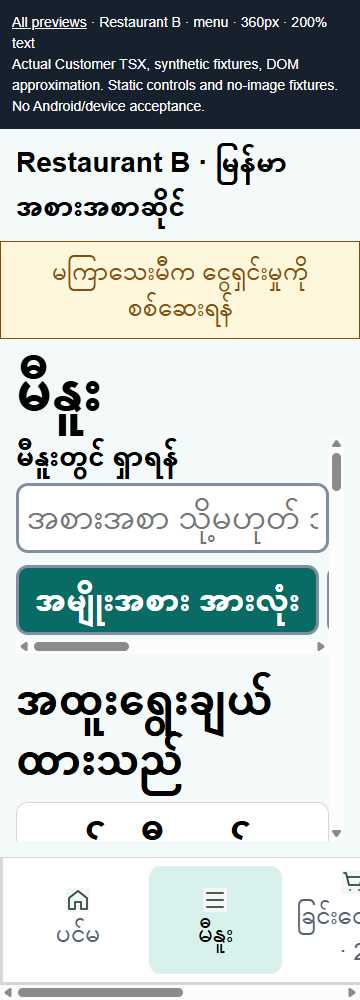 All previews · Restaurant B · menu · 360px · 200%
text
Actual Customer TSX, synthetic fixtures, DOM
approximation. Static controls and no-image fixtures.
No Android/device acceptance.
Restaurant B · မြန်မာ
အစားအစာဆိုင်
မကြာသေးမီက ငွေရှင်းမှုကို
စစ်ဆေးရန်
မီနူး
မီနူးတွင် ရှာရန်
အစားအစာ သို့မဟုတ်
အမျိုးအစား အားလုံး
အထူးရွေးချယ်
ထားသည်
ပင်မ
မီနူး